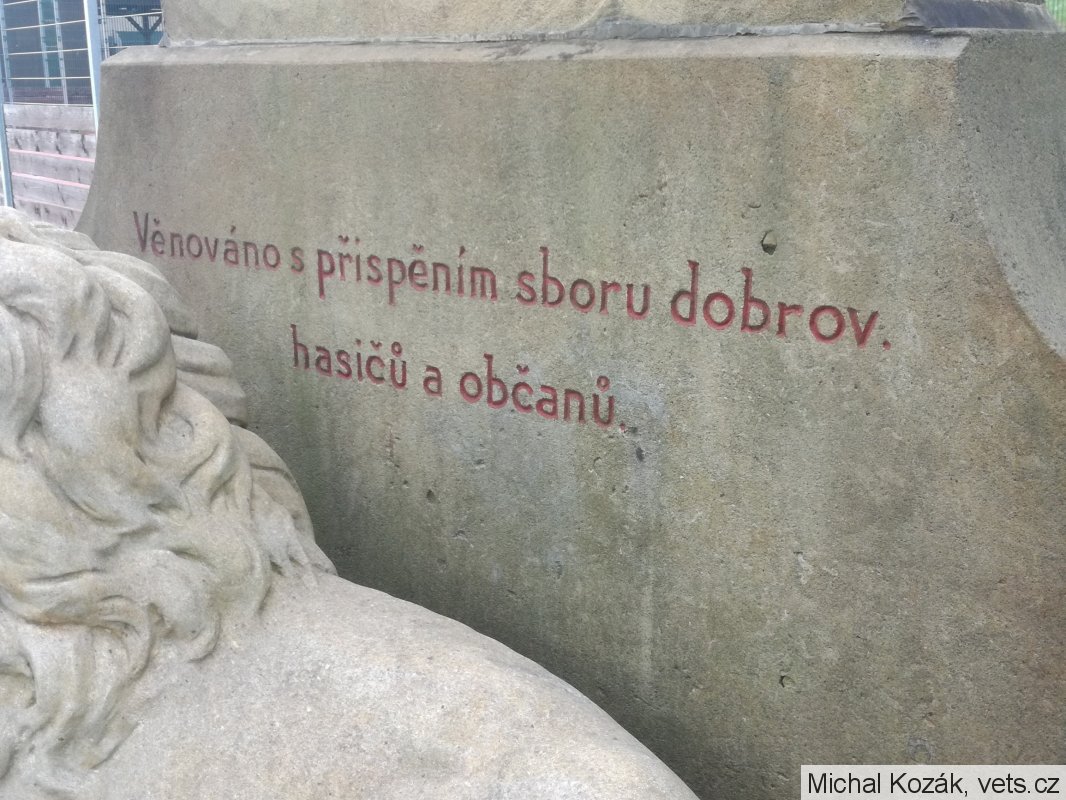 Věnováno s přispěním sboru dobrov.
hasičů a občanů.
Michal Kozák, vets.cz